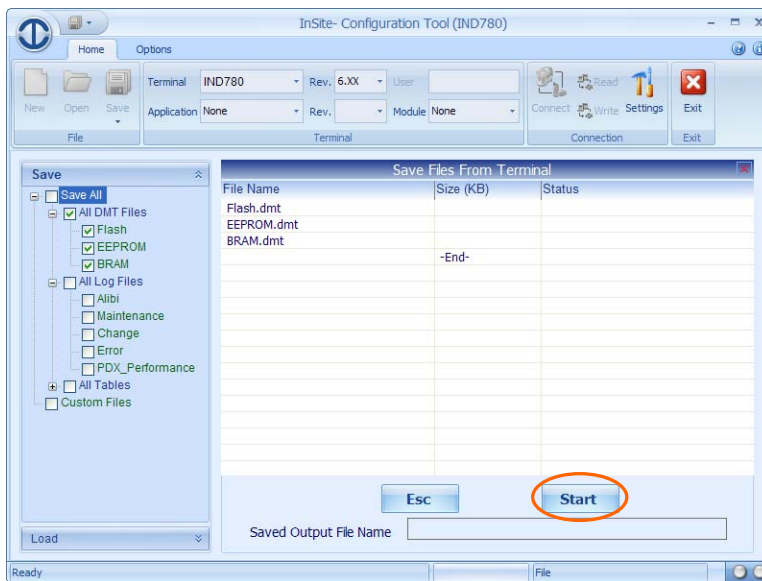 InSite- Configuration Tool (IND780)
Home Options
New Open Save
File
Terminal IND780 Rev. 6.XX User
Application None Rev. Module None
Terminal
Connect Read Write Settings
Connection
Exit
Exit
Save
Save All
All DMT Files
Flash
EEPROM
BRAM
All Log Files
Alibi
Maintenance
Change
Error
PDX_Performance
All Tables
Custom Files
Load
Save Files From Terminal
File Name Size (KB) Status
Flash.dmt
EEPROM.dmt
BRAM.dmt
-End-
Esc Start
Saved Output File Name
Ready File